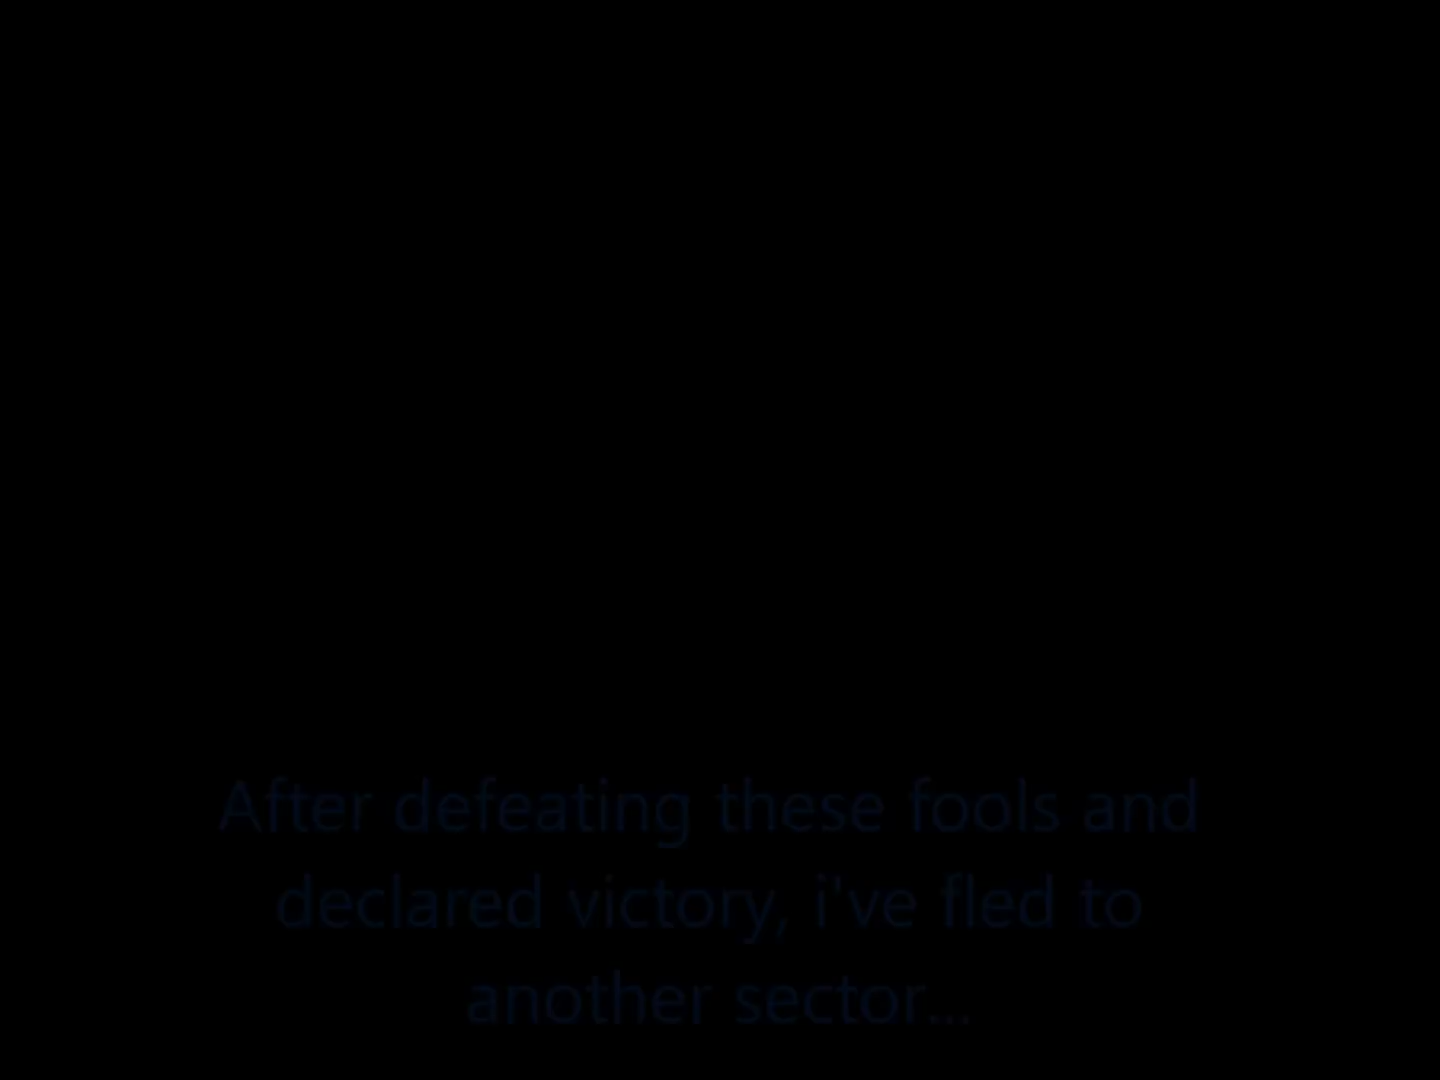 After defeating these fools and
declared victory, i've fled to
another sector...